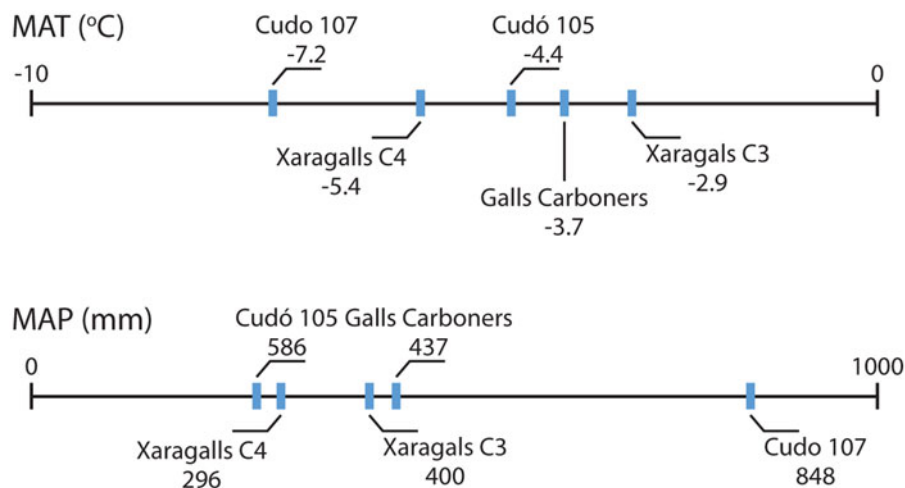 MAT (ºC)
Cudo 107
-7.2
Cudó 105
-4.4
-10
0
Xaragalls C4
-5.4
Xaragals C3
-2.9
Galls Carboners
-3.7
MAP (mm)
Cudó 105 Galls Carboners
586 437
0
1000
Xaragalls C4
296
Xaragals C3
400
Cudo 107
848